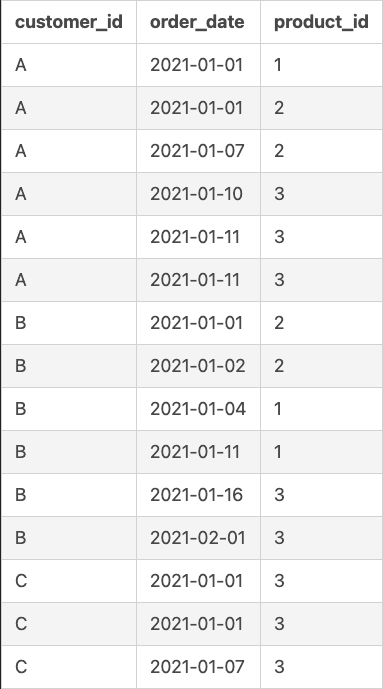 customer_id order_date product_id
A 2021-01-01 1
A 2021-01-01 2
A 2021-01-07 2
A 2021-01-10 3
A 2021-01-11 3
A 2021-01-11 3
B 2021-01-01 2
B 2021-01-02 2
B 2021-01-04 1
B 2021-01-11 1
B 2021-01-16 3
B 2021-02-01 3
C 2021-01-01 3
C 2021-01-01 3
C 2021-01-07 3